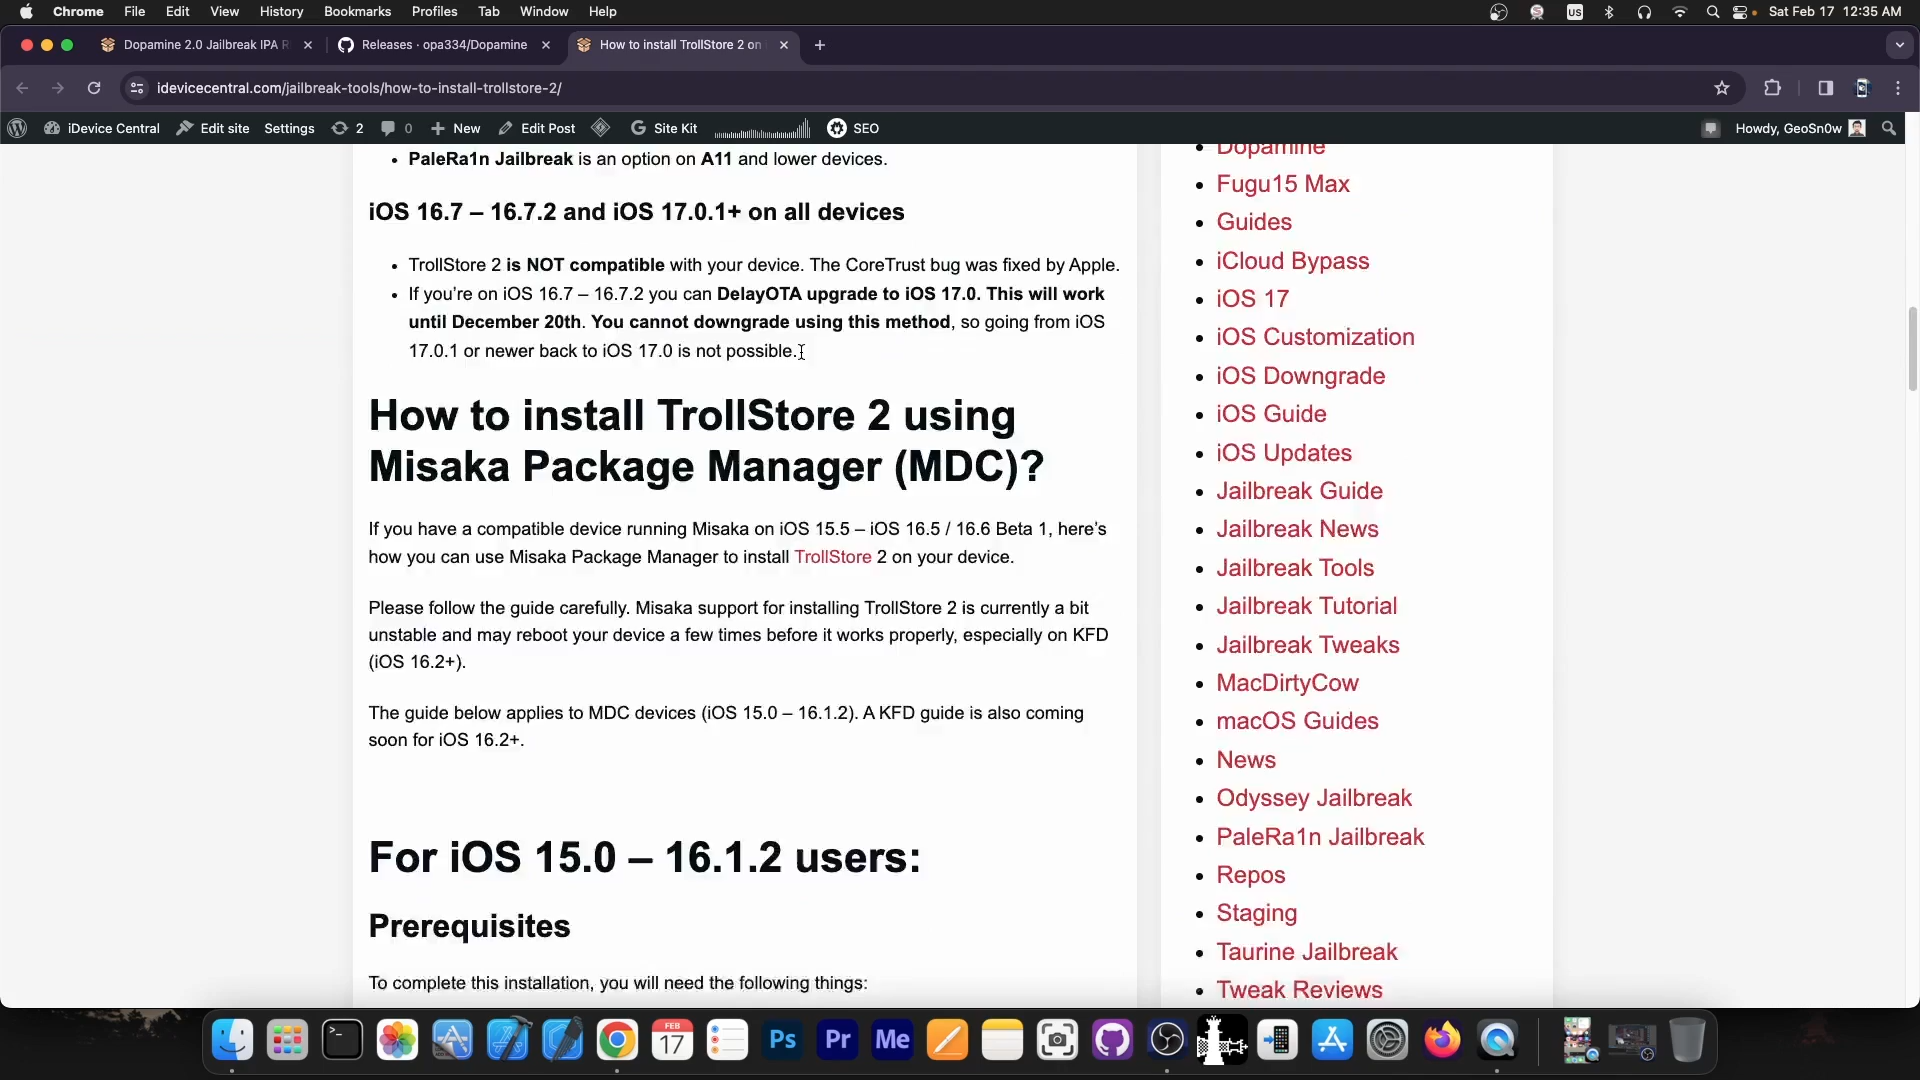 Chrome File Edit View History Bookmarks Profiles Tab Window Help US Sat Feb 17 12:35 AM
Dopamine 2.0 Jailbreak IPA R Releases · opa334/Dopamine How to install TrollStore 2 on
idevicecentral.com/jailbreak-tools/how-to-install-trollstore-2/
iDevice Central Edit site Settings 2 0 New Edit Post Site Kit SEO Howdy, GeoSn0w
• PaleRa1n Jailbreak is an option on A11 and lower devices.
iOS 16.7 – 16.7.2 and iOS 17.0.1+ on all devices
• TrollStore 2 is NOT compatible with your device. The CoreTrust bug was fixed by Apple.
• If you’re on iOS 16.7 – 16.7.2 you can DelayOTA upgrade to iOS 17.0. This will work
until December 20th. You cannot downgrade using this method, so going from iOS
17.0.1 or newer back to iOS 17.0 is not possible.
How to install TrollStore 2 using
Misaka Package Manager (MDC)?
If you have a compatible device running Misaka on iOS 15.5 – iOS 16.5 / 16.6 Beta 1, here’s
how you can use Misaka Package Manager to install TrollStore 2 on your device.
Please follow the guide carefully. Misaka support for installing TrollStore 2 is currently a bit
unstable and may reboot your device a few times before it works properly, especially on KFD
(iOS 16.2+).
The guide below applies to MDC devices (iOS 15.0 – 16.1.2). A KFD guide is also coming
soon for iOS 16.2+.
For iOS 15.0 – 16.1.2 users:
Prerequisites
To complete this installation, you will need the following things:
• Dopamine
• Fugu15 Max
• Guides
• iCloud Bypass
• iOS 17
• iOS Customization
• iOS Downgrade
• iOS Guide
• iOS Updates
• Jailbreak Guide
• Jailbreak News
• Jailbreak Tools
• Jailbreak Tutorial
• Jailbreak Tweaks
• MacDirtyCow
• macOS Guides
• News
• Odyssey Jailbreak
• PaleRa1n Jailbreak
• Repos
• Staging
• Taurine Jailbreak
• Tweak Reviews
FEB
17
Ps Pr Me